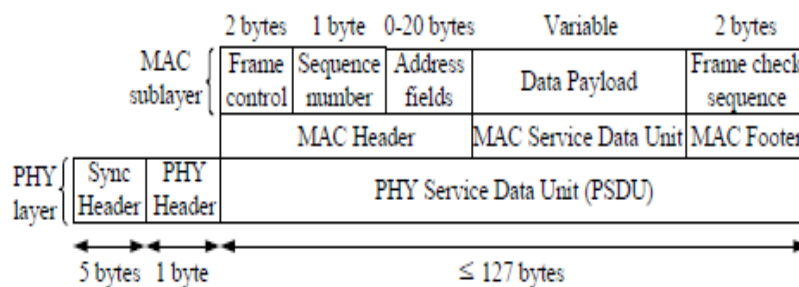 2 bytes 1 byte 0-20 bytes Variable 2 bytes
MAC sublayer
Frame control
Sequence number
Address fields
Data Payload
Frame check sequence
MAC Header
MAC Service Data Unit
MAC Footer
PHY layer
Sync Header
PHY Header
PHY Service Data Unit (PSDU)
5 bytes 1 byte ≤ 127 bytes